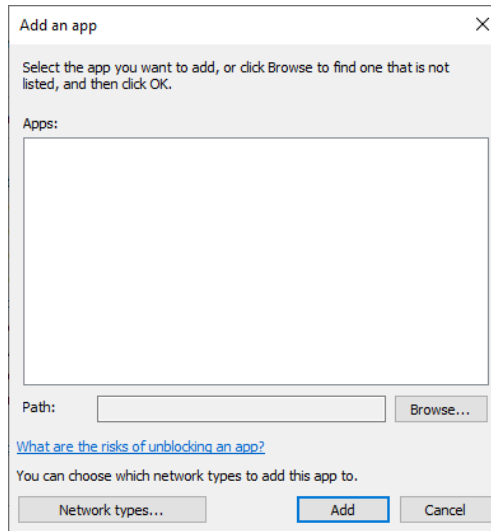 Add an app
Select the app you want to add, or click Browse to find one that is not
listed, and then click OK.
Apps:
Path:
Browse...
What are the risks of unblocking an app?
You can choose which network types to add this app to.
Network types...
Add
Cancel